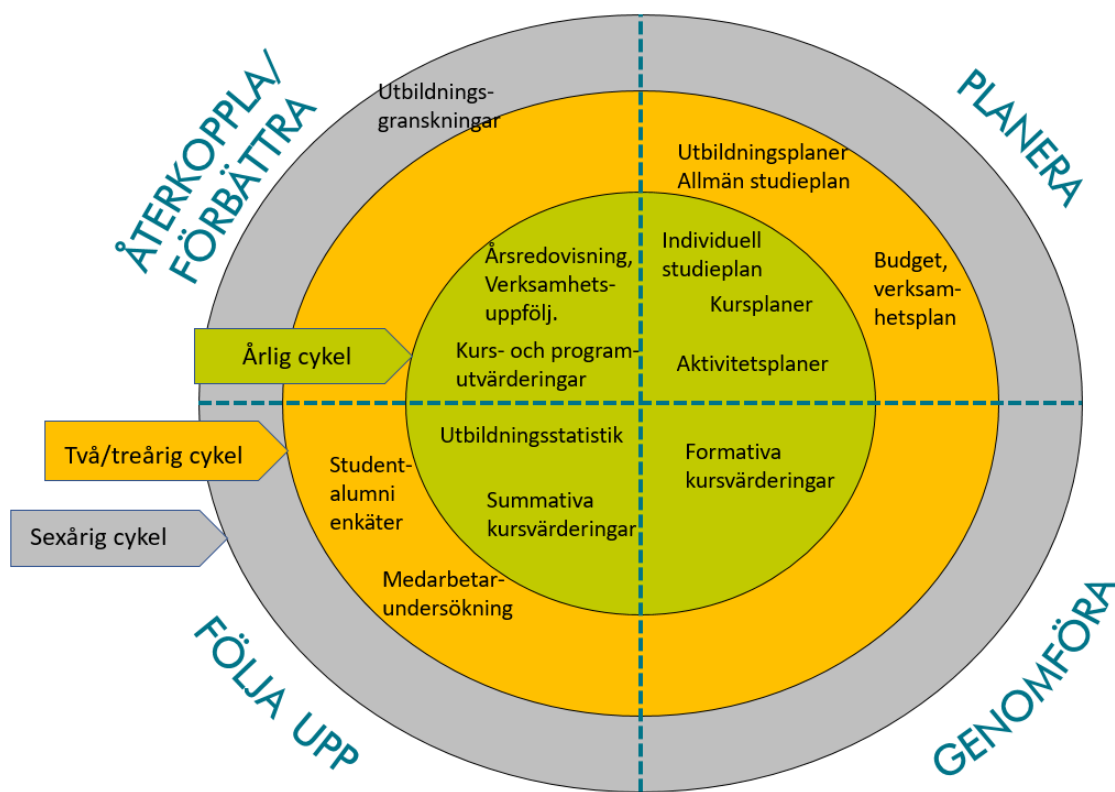 ÅTERKOPPLA/
FÖRBÄTTRA
PLANERA
Utbildnings-
granskningar
Utbildningsplaner
Allmän studieplan
Budget,
verksam-
hetsplan
Årsredovisning,
Verksamhets-
uppfölj.
Kurs- och program-
utvärderingar
Individuell
studieplan
Kursplaner
Aktivitetsplaner
Årlig cykel
Två/treårig cykel
Sexårig cykel
Utbildningsstatistik
Summativa
kursvärderingar
Formativa
kursvärderingar
Student-
alumni
enkäter
Medarbetar-
undersökning
FÖLJA UPP
GENOMFÖRA